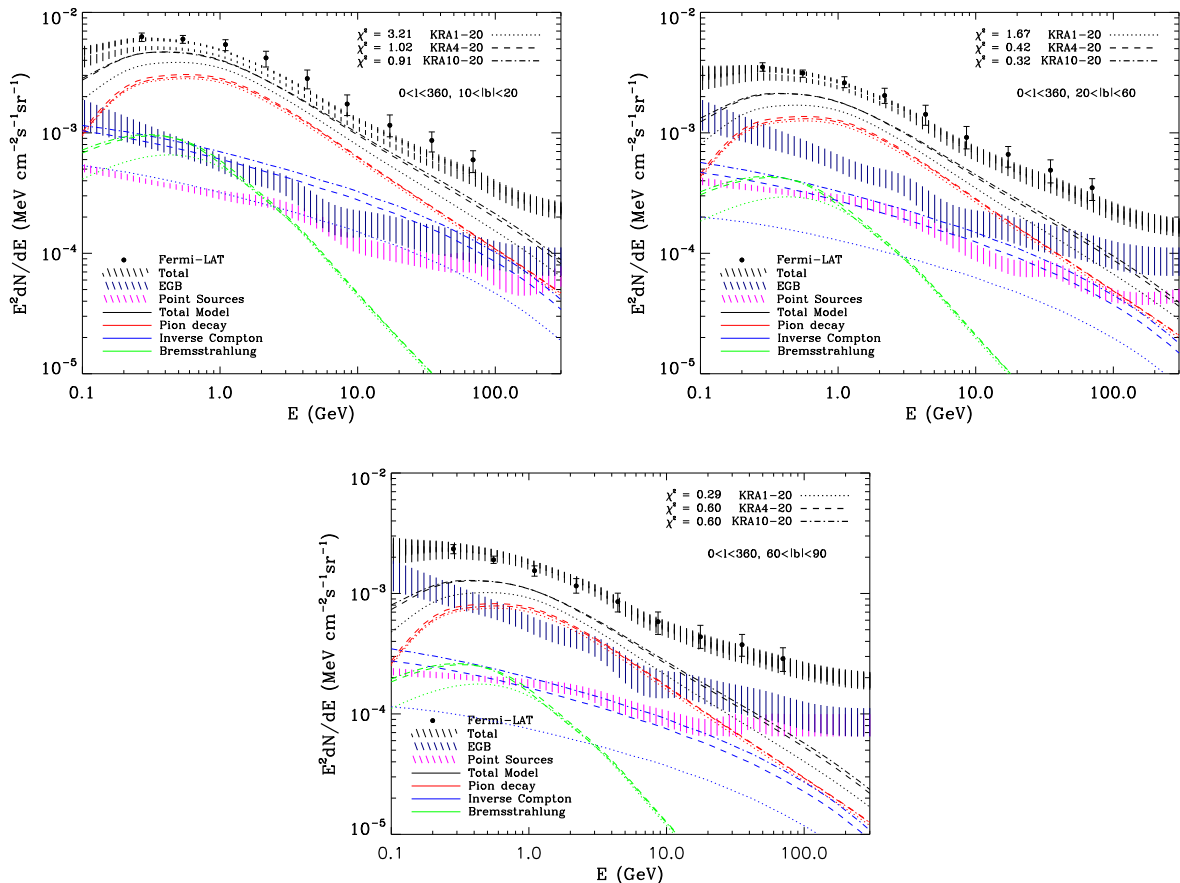 χ² = 3.21 KRA1-20
χ² = 1.02 KRA4-20
χ² = 0.91 KRA10-20
0<l<360, 10<|b|<20
10⁻²
10⁻³
10⁻⁴
10⁻⁵
E²dN/dE (MeV cm⁻²s⁻¹sr⁻¹)
Fermi-LAT
Total
EGB
Point Sources
Total Model
Pion decay
Inverse Compton
Bremsstrahlung
0.1 1.0 10.0 100.0
E (GeV)
χ² = 1.67 KRA1-20
χ² = 0.42 KRA4-20
χ² = 0.32 KRA10-20
0<l<360, 20<|b|<60
10⁻²
10⁻³
10⁻⁴
10⁻⁵
E²dN/dE (MeV cm⁻²s⁻¹sr⁻¹)
Fermi-LAT
Total
EGB
Point Sources
Total Model
Pion decay
Inverse Compton
Bremsstrahlung
0.1 1.0 10.0 100.0
E (GeV)
χ² = 0.29 KRA1-20
χ² = 0.60 KRA4-20
χ² = 0.60 KRA10-20
0<l<360, 60<|b|<90
10⁻²
10⁻³
10⁻⁴
10⁻⁵
E²dN/dE (MeV cm⁻²s⁻¹sr⁻¹)
Fermi-LAT
Total
EGB
Point Sources
Total Model
Pion decay
Inverse Compton
Bremsstrahlung
0.1 1.0 10.0 100.0
E (GeV)